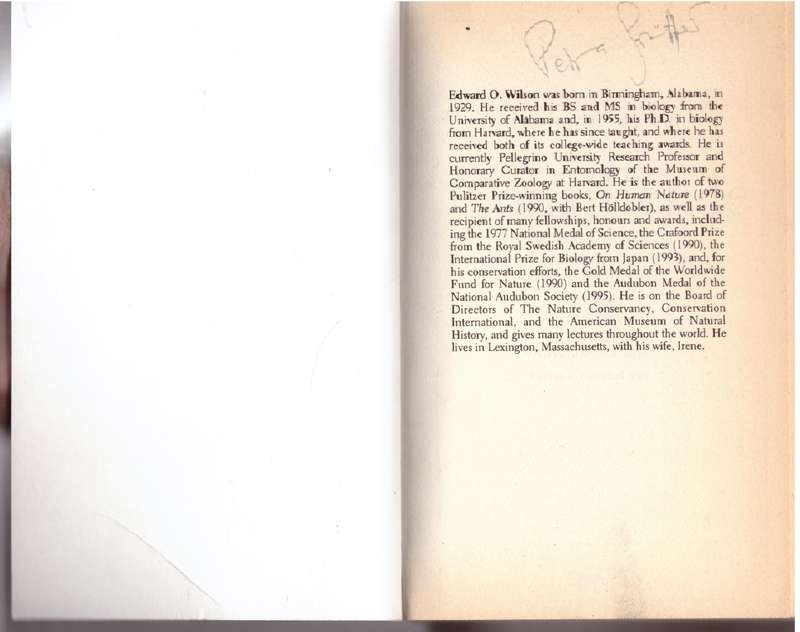 Petra
Edward O. Wilson was born in Birmingham, Alabama, in
1929. He received his BS and MS in biology from the
University of Alabama and, in 1955, his Ph.D. in biology
from Harvard, where he has since taught, and where he has
received both of its college-wide teaching awards. He is
currently Pellegrino University Research Professor and
Honorary Curator in Entomology of the Museum of
Comparative Zoology at Harvard. He is the author of two
Pulitzer Prize-winning books, On Human Nature (1978)
and The Ants (1990, with Bert Hölldobler), as well as the
recipient of many fellowships, honours and awards, includ-
ing the 1977 National Medal of Science, the Crafoord Prize
from the Royal Swedish Academy of Sciences (1990), the
International Prize for Biology from Japan (1993), and, for
his conservation efforts, the Gold Medal of the Worldwide
Fund for Nature (1990) and the Audubon Medal of the
National Audubon Society (1995). He is on the Board of
Directors of The Nature Conservancy, Conservation
International, and the American Museum of Natural
History, and gives many lectures throughout the world. He
lives in Lexington, Massachusetts, with his wife, Irene.